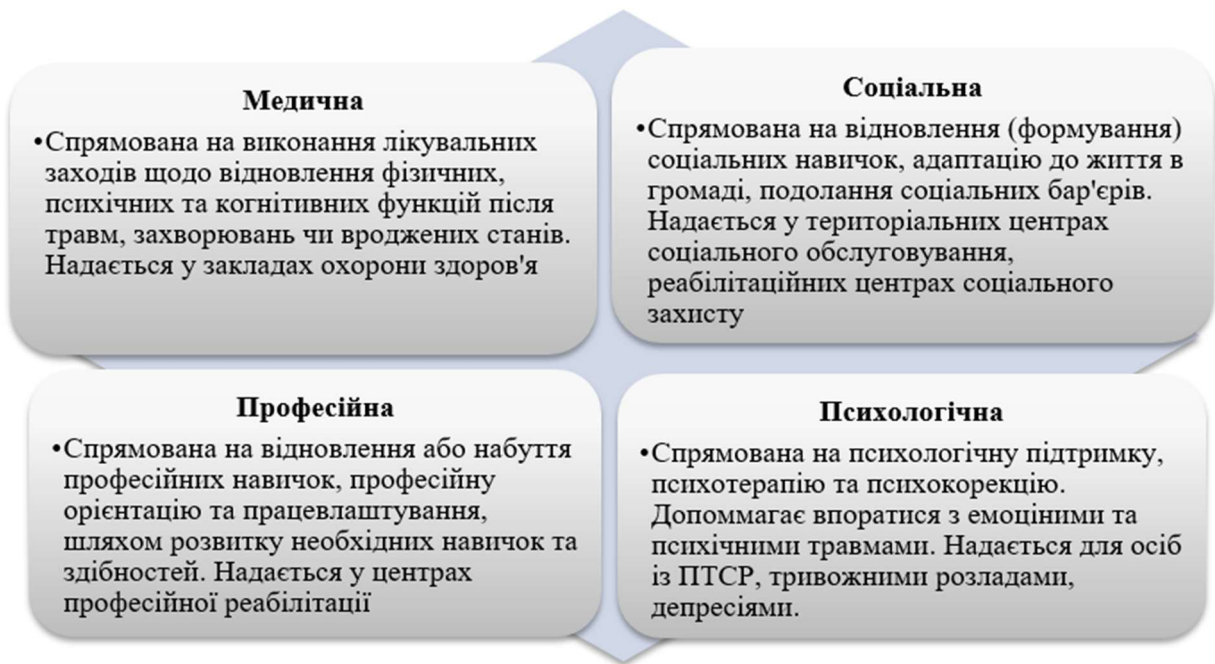 Медична
•Спрямована на виконання лікувальних
заходів щодо відновлення фізичних,
психічних та когнітивних функцій після
травм, захворювань чи вроджених станів.
Надається у закладах охорони здоров'я
Соціальна
•Спрямована на відновлення (формування)
соціальних навичок, адаптацію до життя в
громаді, подолання соціальних бар'єрів.
Надається у територіальних центрах
соціального обслуговування,
реабілітаційних центрах соціального
захисту
Професійна
•Спрямована на відновлення або набуття
професійних навичок, професійну
орієнтацію та працевлаштування,
шляхом розвитку необхідних навичок та
здібностей. Надається у центрах
професійної реабілітації
Психологічна
•Спрямована на психологічну підтримку,
психотерапію та психокорекцію.
Допоммагає впоратися з емоціними та
психічними травмами. Надається для осіб
із ПТСР, тривожними розладами,
депресіями.